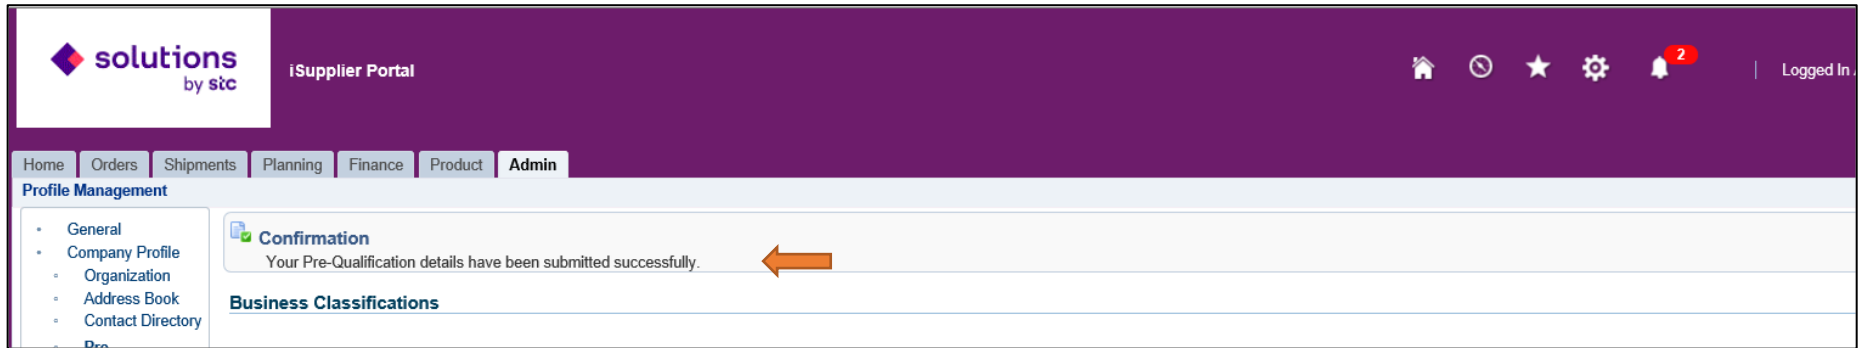 solutions
by stc
iSupplier Portal
2
Logged In
Home Orders Shipments Planning Finance Product Admin
Profile Management
General
Company Profile
Organization
Address Book
Contact Directory
Pre
Confirmation
Your Pre-Qualification details have been submitted successfully.
Business Classifications